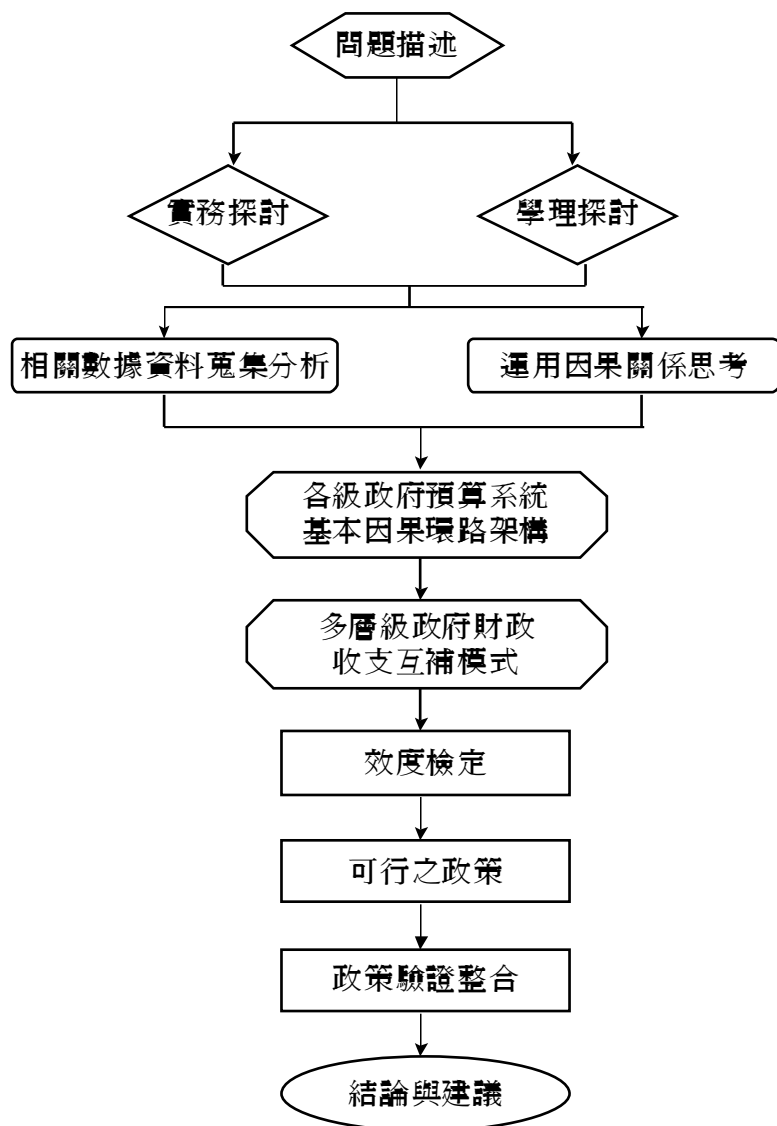 問題描述
實務探討
學理探討
相關數據資料蒐集分析
運用因果關係思考
各級政府預算系統
基本因果環路架構
多層級政府財政
收支互補模式
效度檢定
可行之政策
政策驗證整合
結論與建議